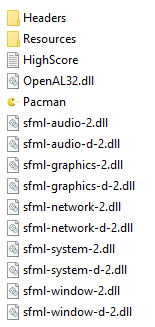 Headers
Resources
HighScore
OpenAL32.dll
Pacman
sfml-audio-2.dll
sfml-audio-d-2.dll
sfml-graphics-2.dll
sfml-graphics-d-2.dll
sfml-network-2.dll
sfml-network-d-2.dll
sfml-system-2.dll
sfml-system-d-2.dll
sfml-window-2.dll
sfml-window-d-2.dll